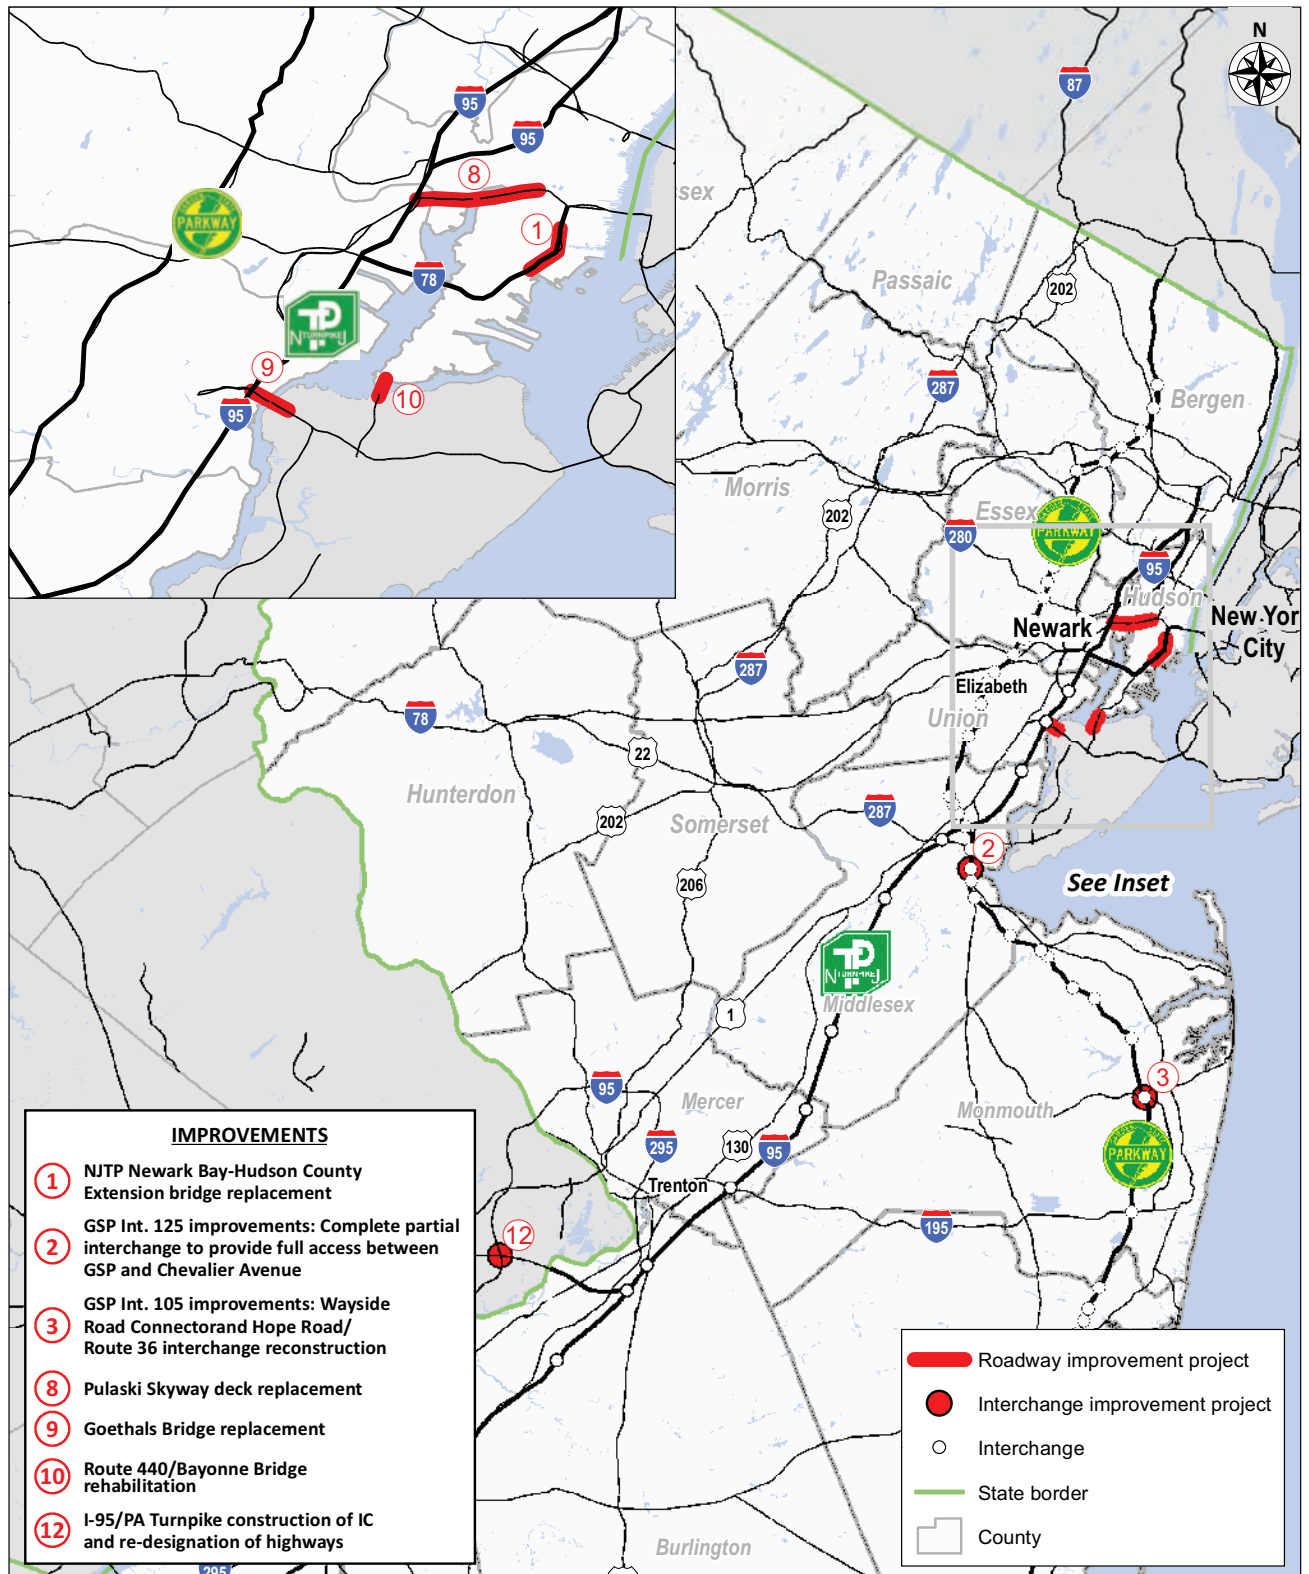 95
95
8
PARKWAY
1
78
TP
N TURNPIKE J
9
10
95
N
87
Passaic
202
287
Bergen
Morris
202
Essex
280
PARKWAY
95
Hudson
Newark
New Yor
City
Elizabeth
287
78
Union
22
Hunterdon
202
Somerset
287
206
2
See Inset
TP
N TURNPIKE J
Middlesex
1
95
Mercer
3
Monmouth
295
130
95
PARKWAY
Trenton
195
12
Burlington
295
IMPROVEMENTS
1 NJTP Newark Bay-Hudson County
Extension bridge replacement
2 GSP Int. 125 improvements: Complete partial
interchange to provide full access between
GSP and Chevalier Avenue
3 GSP Int. 105 improvements: Wayside
Road Connectorand Hope Road/
Route 36 interchange reconstruction
8 Pulaski Skyway deck replacement
9 Goethals Bridge replacement
10 Route 440/Bayonne Bridge
rehabilitation
12 I-95/PA Turnpike construction of IC
and re-designation of highways
Roadway improvement project
Interchange improvement project
Interchange
State border
County